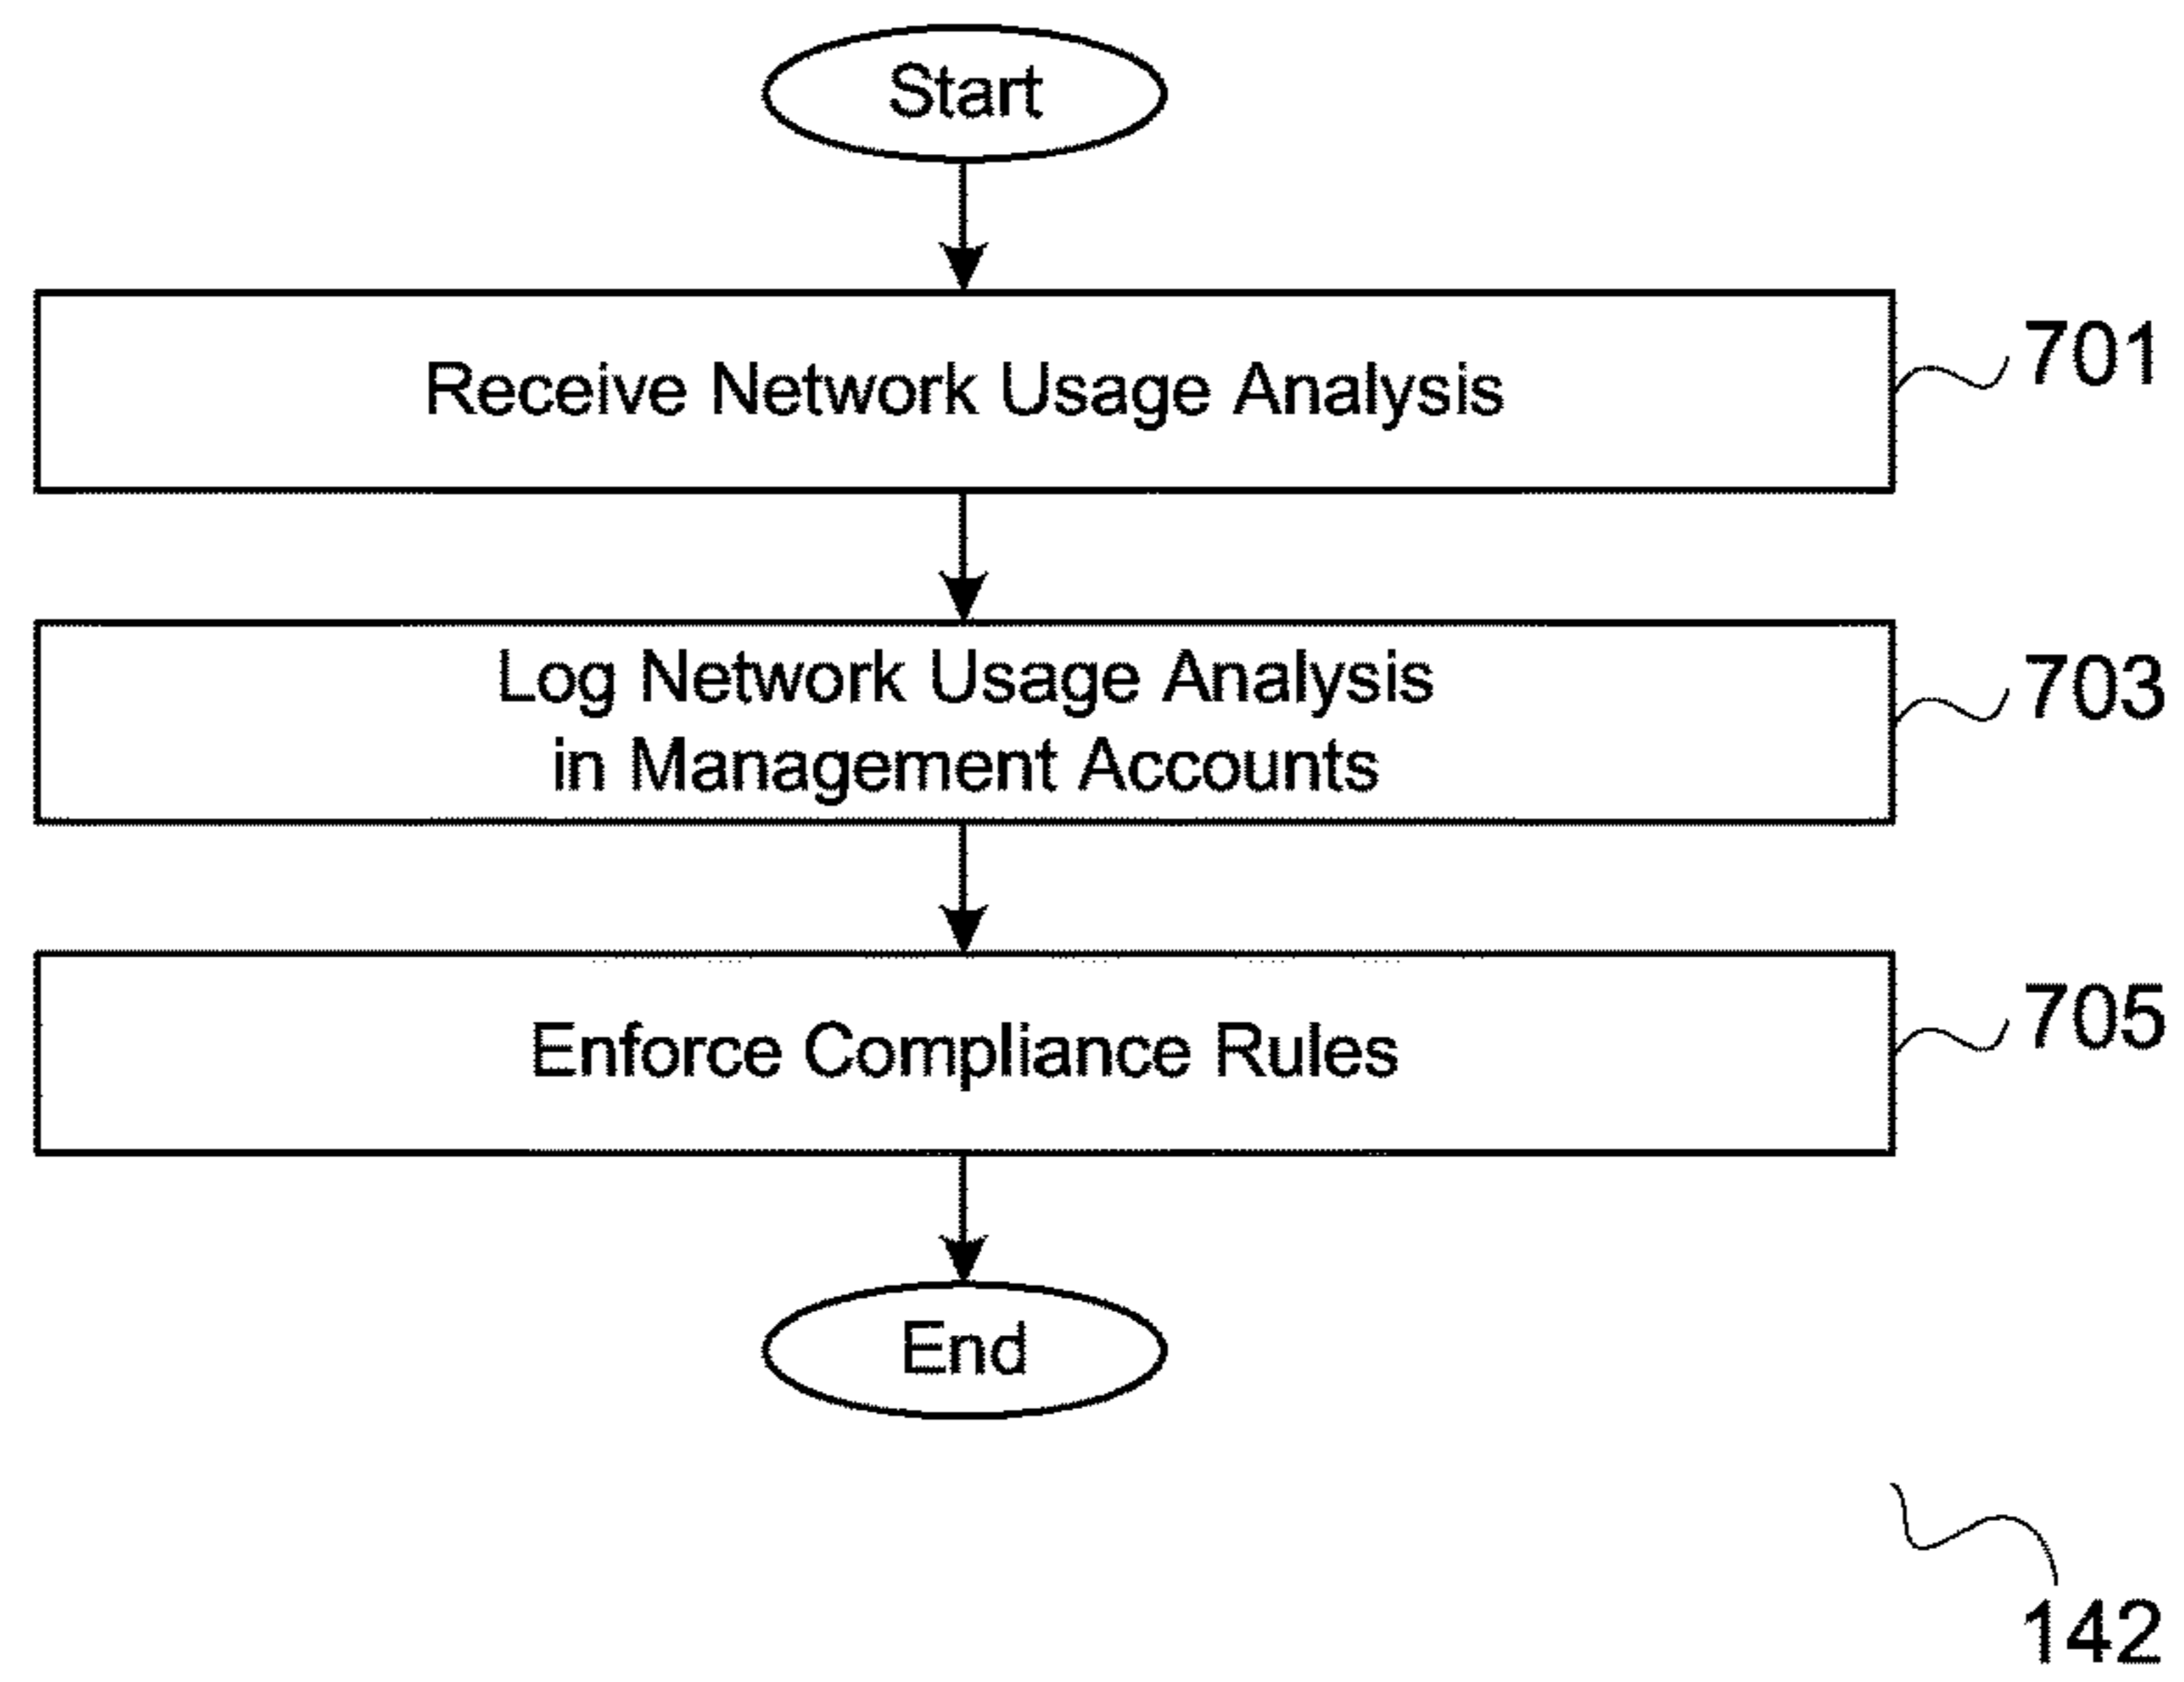 Start
Receive Network Usage Analysis
701
Log Network Usage Analysis
in Management Accounts
703
Enforce Compliance Rules
705
End
142